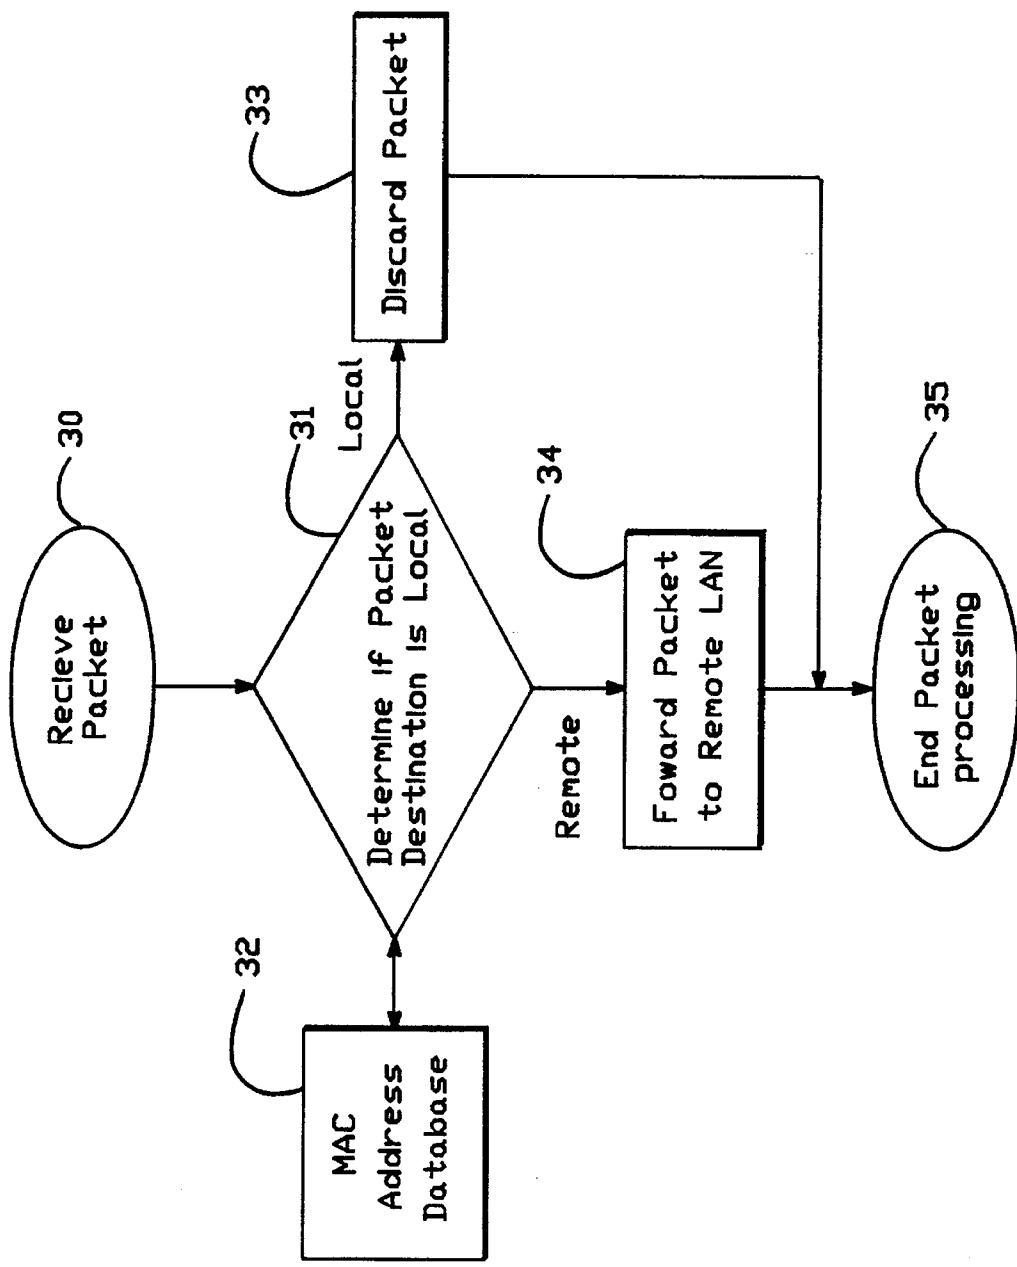 30
Recieve
Packet
31
Determine if Packet
Destination is Local
32
MAC
Address
Database
Local
33
Discard Packet
Remote
34
Foward Packet
to Remote LAN
35
End Packet
processing